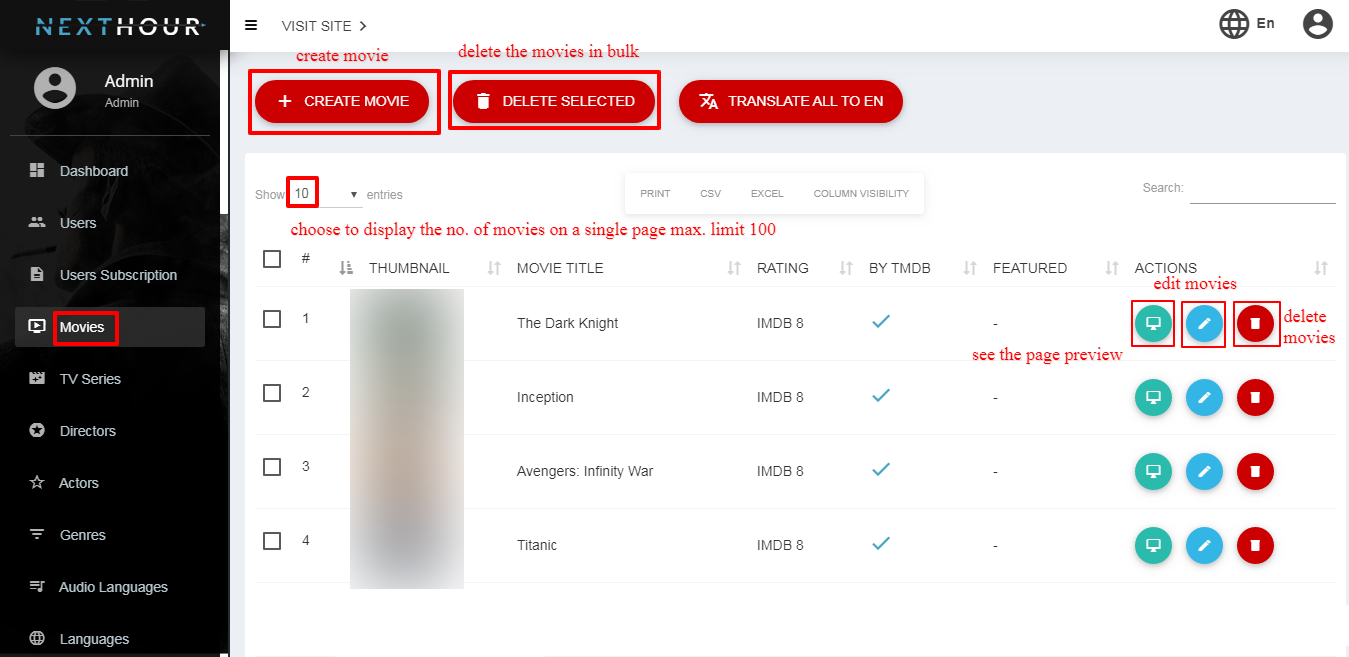 NEXTHOUR
VISIT SITE
En
create movie
delete the movies in bulk
Admin
Admin
CREATE MOVIE
DELETE SELECTED
TRANSLATE ALL TO EN
Dashboard
Users
Users Subscription
Movies
TV Series
Directors
Actors
Genres
Audio Languages
Languages
Show 10 entries
PRINT CSV EXCEL COLUMN VISIBILITY
Search:
choose to display the no. of movies on a single page max. limit 100
# THUMBNAIL MOVIE TITLE RATING BY TMDB FEATURED ACTIONS
edit movies
1 The Dark Knight IMDB 8 -
delete
movies
see the page preview
2 Inception IMDB 8 -
3 Avengers: Infinity War IMDB 8 -
4 Titanic IMDB 8 -